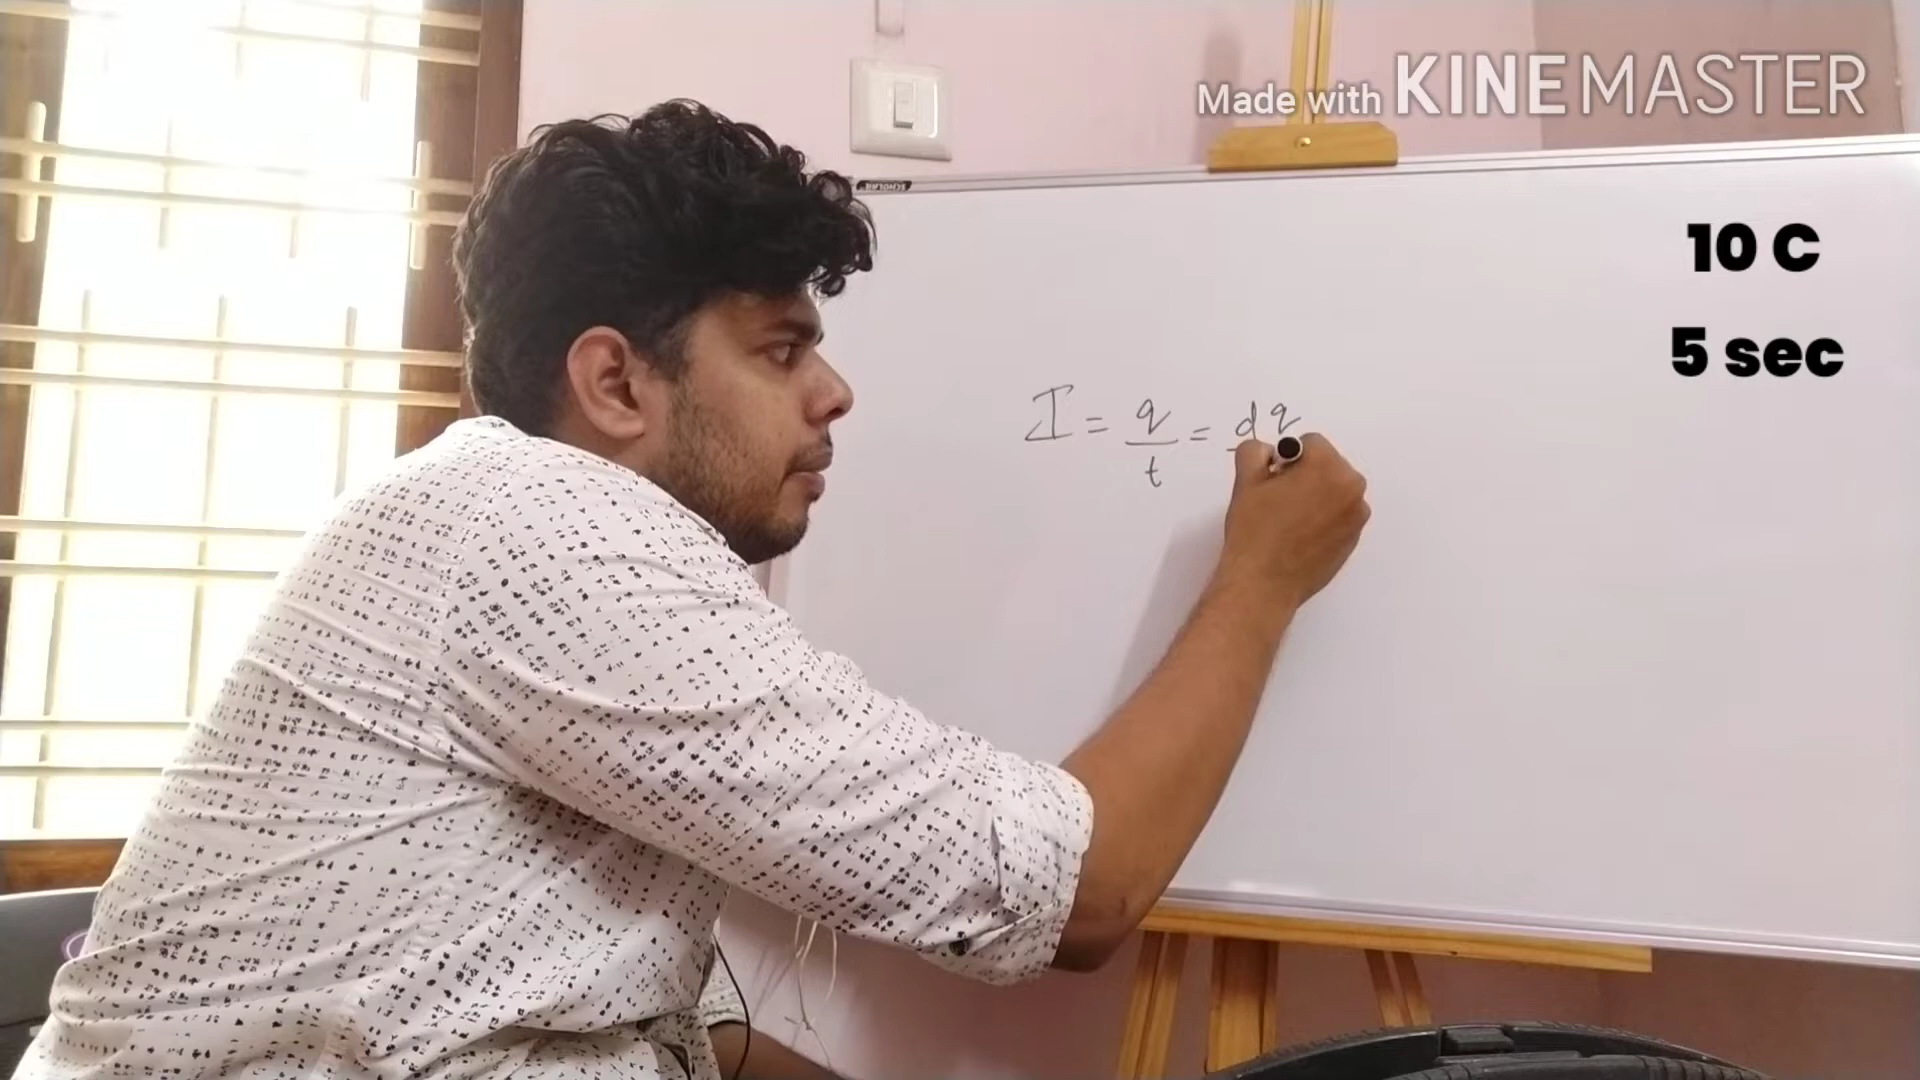 Made with KINEMASTER
10 C
5 sec
I = q/t = dq